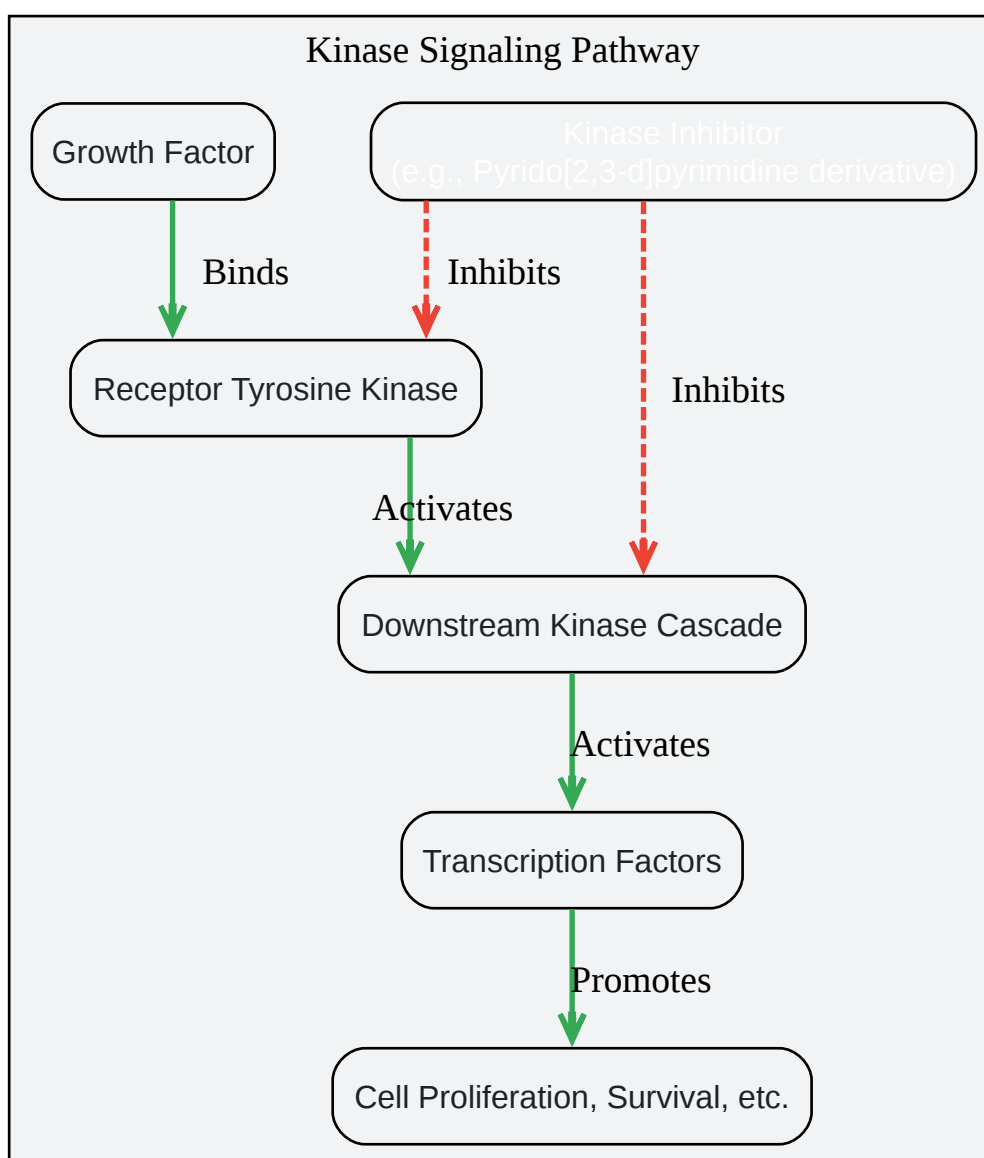 Kinase Signaling Pathway
Growth Factor
Kinase Inhibitor
(e.g., Pyrido[2,3-d]pyrimidine derivative)
Binds
Inhibits
Receptor Tyrosine Kinase
Inhibits
Activates
Downstream Kinase Cascade
Activates
Transcription Factors
Promotes
Cell Proliferation, Survival, etc.